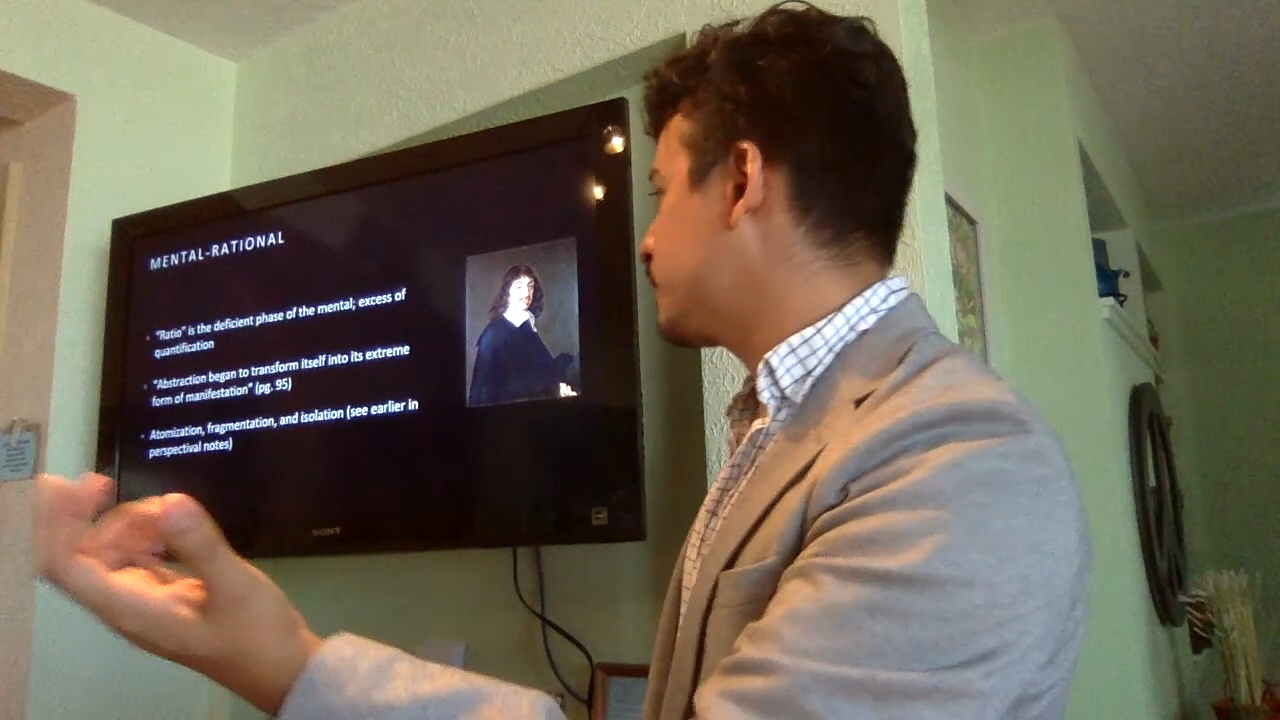 MENTAL-RATIONAL
"Ratio" is the deficient phase of the mental; excess of
quantification
"Abstraction began to transform itself into its extreme
form of manifestation" (pg. 95)
Atomization, fragmentation, and isolation (see earlier in
perspectival notes)
SONY